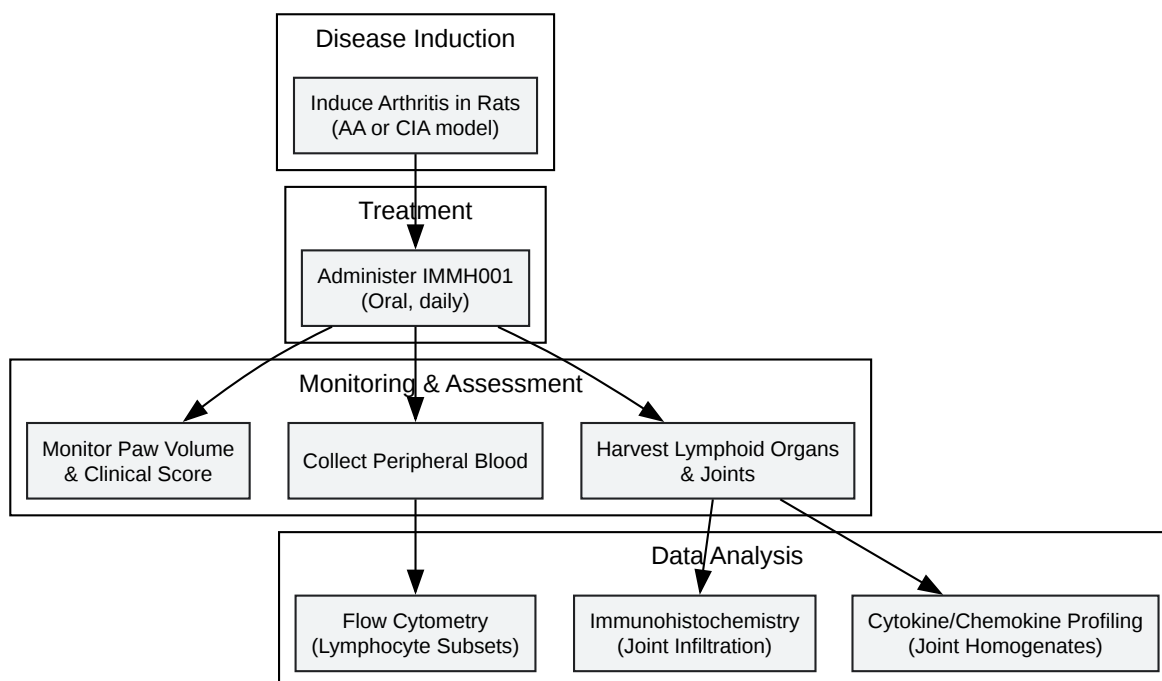 Disease Induction
Induce Arthritis in Rats
(AA or CIA model)
Treatment
Administer IMMH001
(Oral, daily)
Monitoring & Assessment
Monitor Paw Volume
& Clinical Score
Collect Peripheral Blood
Harvest Lymphoid Organs
& Joints
Data Analysis
Flow Cytometry
(Lymphocyte Subsets)
Immunohistochemistry
(Joint Infiltration)
Cytokine/Chemokine Profiling
(Joint Homogenates)